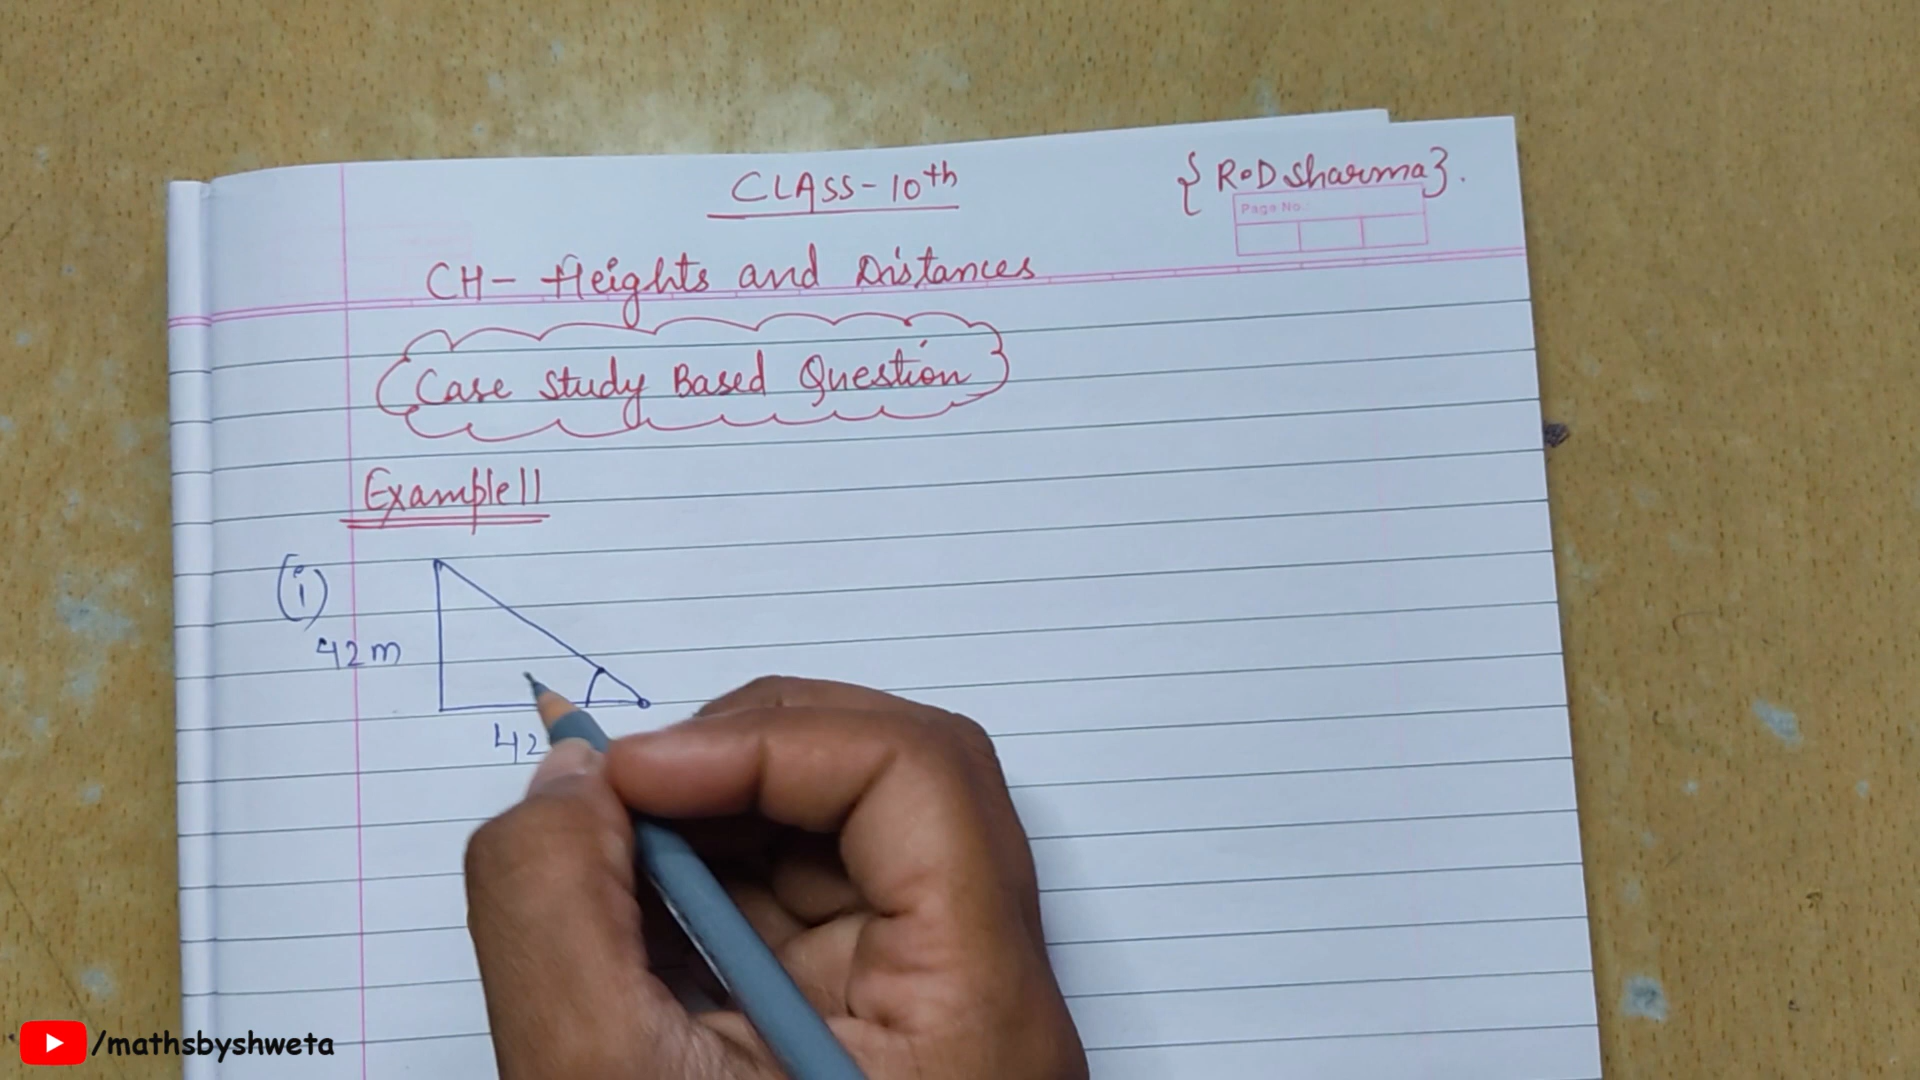 CLASS-10th
{ R.D Sharma}.
Page No.:
CH- Heights and Distances
Case Study Based Question
Example 11
(i)
42m
42
/mathsbyshweta